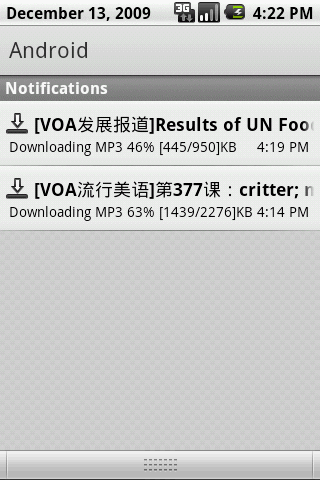 December 13, 2009 3G 4:22 PM
Android
Notifications
[VOA发展报道]Results of UN Foo
Downloading MP3 46% [445/950]KB 4:19 PM
[VOA流行美语]第377课：critter;
Downloading MP3 63% [1439/2276]KB 4:14 PM